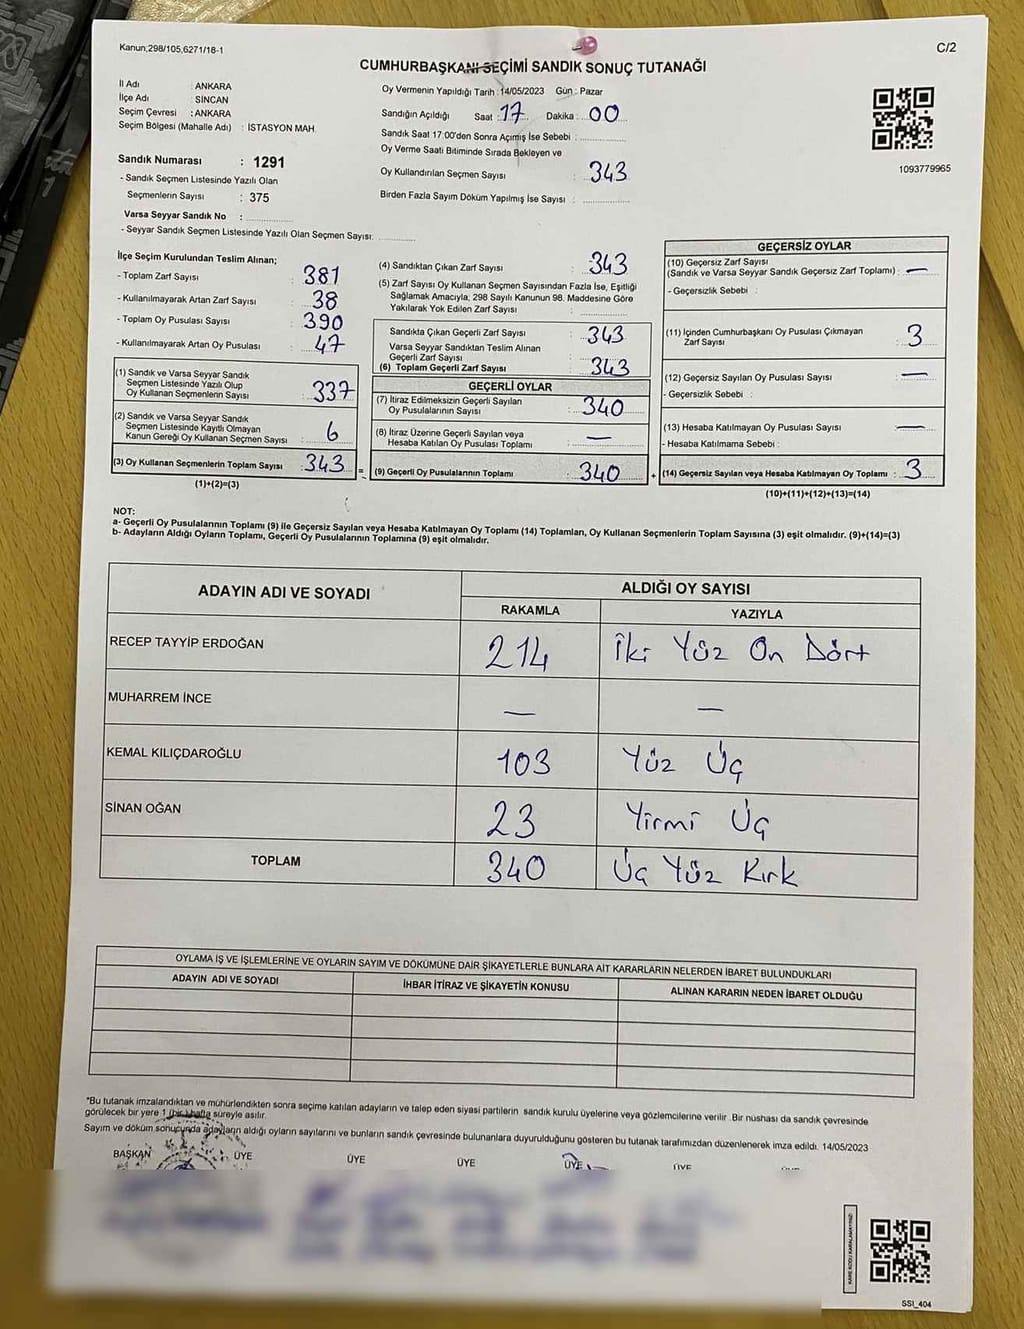 Kanun;298/105,6271/18-1
C/2
CUMHURBAŞKANI SEÇİMİ SANDIK SONUÇ TUTANAĞI
İl Adı : ANKARA
İlçe Adı : SİNCAN
Seçim Çevresi : ANKARA
Seçim Bölgesi (Mahalle Adı) : İSTASYON MAH.
Oy Vermenin Yapıldığı Tarih : 14/05/2023 Gün : Pazar
Sandığın Açıldığı Saat : 17 Dakika : 00
Sandık Saat 17:00'den Sonra Açımış İse Sebebi :
Oy Verme Saati Bitiminde Sırada Bekleyen ve
Oy Kullandırılan Seçmen Sayısı : 343
Birden Fazla Sayım Döküm Yapılmış İse Sayısı :
1093779965
Sandık Numarası : 1291
- Sandık Seçmen Listesinde Yazılı Olan
Seçmenlerin Sayısı : 375
Varsa Seyyar Sandık No :
- Seyyar Sandık Seçmen Listesinde Yazılı Olan Seçmen Sayısı:
İlçe Seçim Kurulundan Teslim Alınan;
- Toplam Zarf Sayısı : 381
- Kullanılmayarak Artan Zarf Sayısı : 38
- Toplam Oy Pusulası Sayısı : 390
- Kullanılmayarak Artan Oy Pusulası : 47
(1) Sandık ve Varsa Seyyar Sandık
Seçmen Listesinde Yazılı Olup
Oy Kullanan Seçmenlerin Sayısı : 337
(2) Sandık ve Varsa Seyyar Sandık
Seçmen Listesinde Kayıtlı Olmayan
Kanun Gereği Oy Kullanan Seçmen Sayısı : 6
(3) Oy Kullanan Seçmenlerin Toplam Sayısı : 343
(1)+(2)=(3)
(4) Sandıktan Çıkan Zarf Sayısı : 343
(5) Zarf Sayısı Oy Kullanan Seçmen Sayısından Fazla İse, Eşitliği
Sağlamak Amacıyla; 298 Sayılı Kanunun 98. Maddesine Göre
Yakılarak Yok Edilen Zarf Sayısı :
Sandıkta Çıkan Geçerli Zarf Sayısı : 343
Varsa Seyyar Sandıktan Teslim Alınan
Geçerli Zarf Sayısı
(6) Toplam Geçerli Zarf Sayısı : 343
GEÇERLİ OYLAR
(7) İtiraz Edilmeksizin Geçerli Sayılan
Oy Pusulalarının Sayısı : 340
(8) İtiraz Üzerine Geçerli Sayılan veya
Hesaba Katılan Oy Pusulası Toplamı : —
(9) Geçerli Oy Pusulalarının Toplamı : 340
=
+
GEÇERSİZ OYLAR
(10) Geçersiz Zarf Sayısı
(Sandık ve Varsa Seyyar Sandık Geçersiz Zarf Toplamı) : —
- Geçersizlik Sebebi :
(11) İçinden Cumhurbaşkanı Oy Pusulası Çıkmayan
Zarf Sayısı : 3
(12) Geçersiz Sayılan Oy Pusulası Sayısı : —
- Geçersizlik Sebebi :
(13) Hesaba Katılmayan Oy Pusulası Sayısı : —
- Hesaba Katılmama Sebebi :
(14) Geçersiz Sayılan veya Hesaba Katılmayan Oy Toplamı : 3
(10)+(11)+(12)+(13)=(14)
NOT:
a- Geçerli Oy Pusulalarının Toplamı (9) ile Geçersiz Sayılan veya Hesaba Katılmayan Oy Toplamı (14) Toplamları, Oy Kullanan Seçmenlerin Toplam Sayısına (3) eşit olmalıdır. (9)+(14)=(3)
b- Adayların Aldığı Oyların Toplamı, Geçerli Oy Pusulalarının Toplamına (9) eşit olmalıdır.
ADAYIN ADI VE SOYADI
ALDIĞI OY SAYISI
RAKAMLA YAZIYLA
RECEP TAYYİP ERDOĞAN 214 İki Yüz On Dört
MUHARREM İNCE — —
KEMAL KILIÇDAROĞLU 103 Yüz Üç
SİNAN OĞAN 23 Yirmi Üç
TOPLAM 340 Üç Yüz Kırk
OYLAMA İŞ VE İŞLEMLERİNE VE OYLARIN SAYIM VE DÖKÜMÜNE DAİR ŞİKAYETLERLE BUNLARA AİT KARARLARIN NELERDEN İBARET BULUNDUKLARI
ADAYIN ADI VE SOYADI İHBAR İTİRAZ VE ŞİKAYETİN KONUSU ALINAN KARARIN NEDEN İBARET OLDUĞU
*Bu tutanak imzalandıktan ve mühürlendikten sonra seçime katılan adayların ve talep eden siyasi partilerin sandık kurulu üyelerine veya gözlemcilerine verilir. Bir nüshası da sandık çevresinde
görülecek bir yere 1 (bir) hafta süreyle asılır.
Sayım ve döküm sonucunda adayların aldığı oyların sayılarını ve bunların sandık çevresinde bulunanlara duyurulduğunu gösteren bu tutanak tarafımızdan düzenlenerek imza edildi. 14/05/2023
BAŞKAN ÜYE ÜYE ÜYE ÜYE ÜYE
KARE KODU KARALAMAYINIZ!
SSI_404